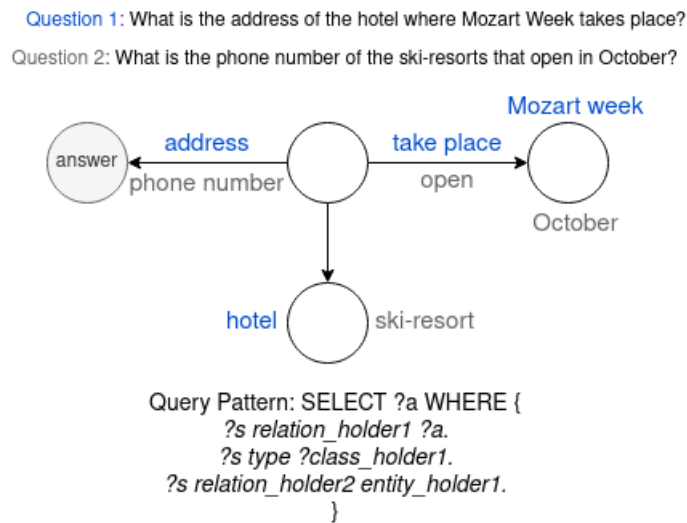 Question 1: What is the address of the hotel where Mozart Week takes place?
Question 2: What is the phone number of the ski-resorts that open in October?
Mozart week
answer
address
take place
phone number
open
October
hotel
ski-resort
Query Pattern: SELECT ?a WHERE {
?s relation_holder1 ?a.
?s type ?class_holder1.
?s relation_holder2 entity_holder1.
}